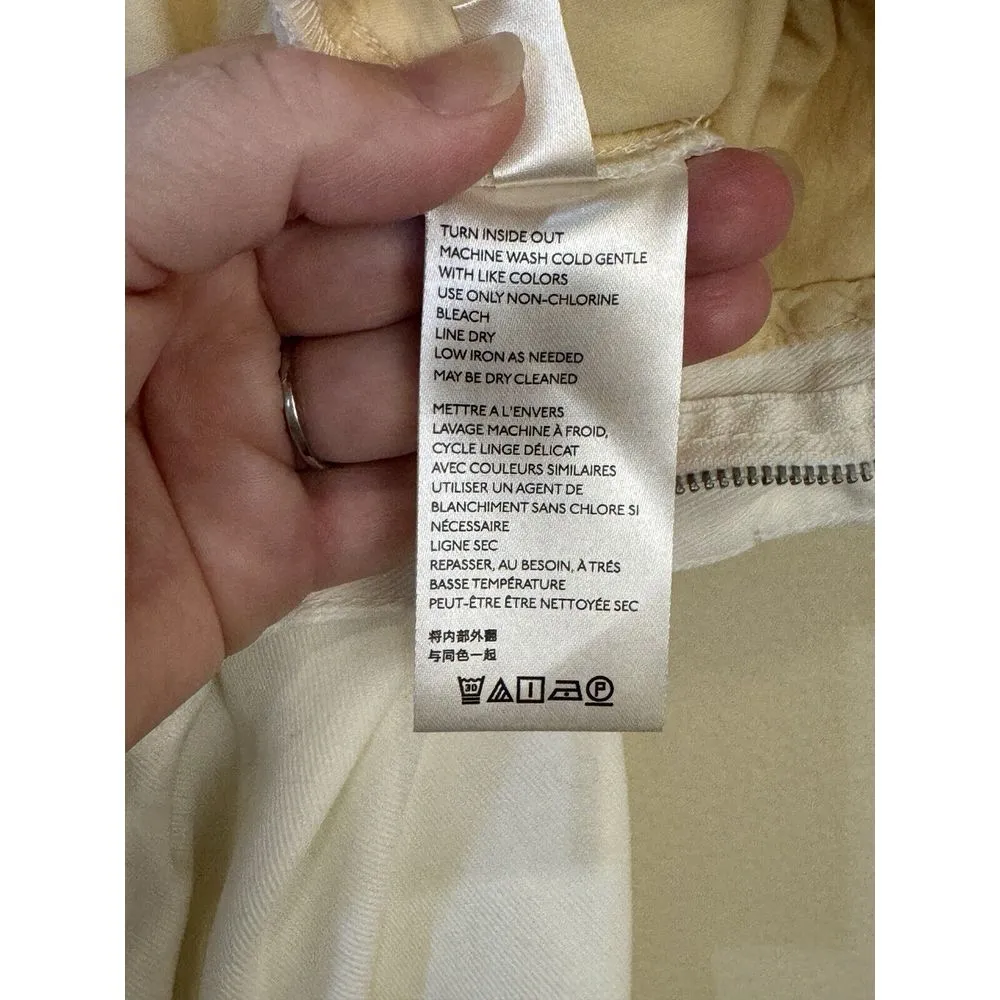 TURN INSIDE OUT
MACHINE WASH COLD GENTLE
WITH LIKE COLORS
USE ONLY NON-CHLORINE
BLEACH
LINE DRY
LOW IRON AS NEEDED
MAY BE DRY CLEANED
METTRE A L'ENVERS
LAVAGE MACHINE À FROID,
CYCLE LINGE DÉLICAT
AVEC COULEURS SIMILAIRES
UTILISER UN AGENT DE
BLANCHIMENT SANS CHLORE SI
NÉCESSAIRE
LIGNE SEC
REPASSER, AU BESOIN, À TRÉS
BASSE TEMPÉRATURE
PEUT-ÊTRE ÊTRE NETTOYÉE SEC
将内部外翻
与同色一起
30 P